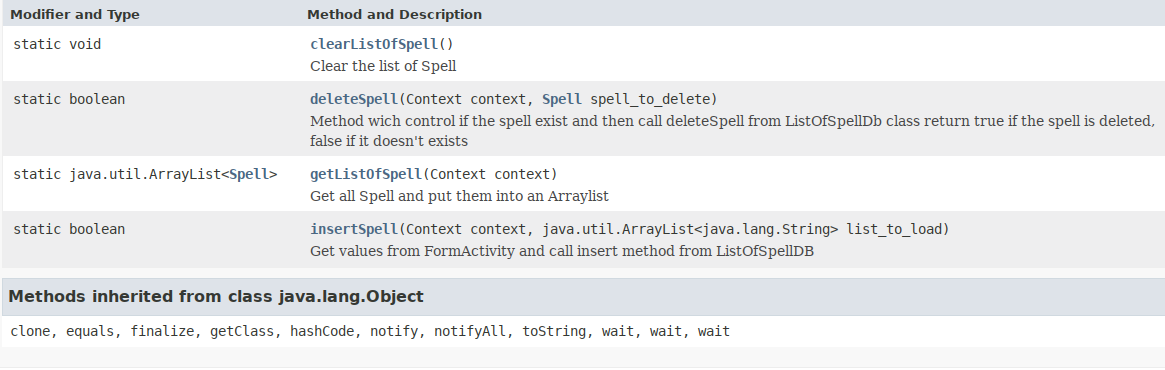 Modifier and Type Method and Description
static void clearListOfSpell()
Clear the list of Spell
static boolean deleteSpell(Context context, Spell spell_to_delete)
Method wich control if the spell exist and then call deleteSpell from ListOfSpellDb class return true if the spell is deleted,
false if it doesn't exists
static java.util.ArrayList<Spell> getListOfSpell(Context context)
Get all Spell and put them into an Arraylist
static boolean insertSpell(Context context, java.util.ArrayList<java.lang.String> list_to_load)
Get values from FormActivity and call insert method from ListOfSpellDB
Methods inherited from class java.lang.Object
clone, equals, finalize, getClass, hashCode, notify, notifyAll, toString, wait, wait, wait